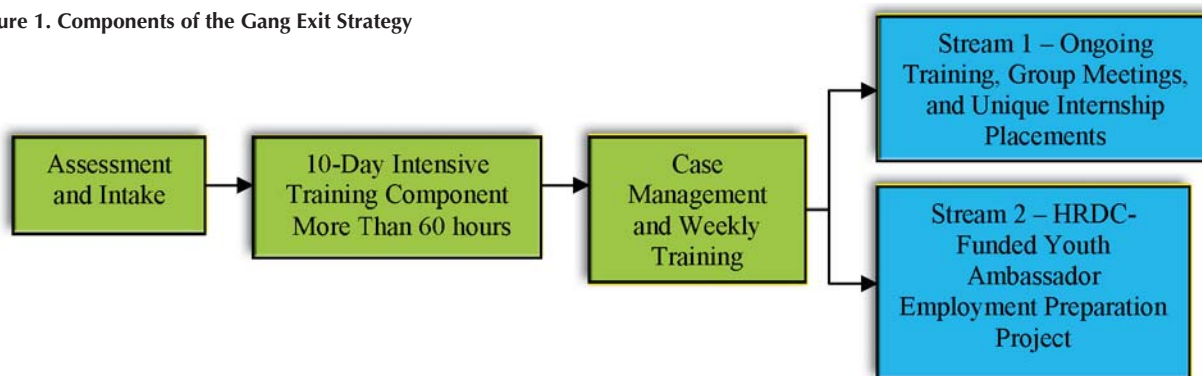 ure 1. Components of the Gang Exit Strategy
Assessment
and Intake
10-Day Intensive
Training Component
More Than 60 hours
Case
Management
and Weekly
Training
Stream 1 – Ongoing
Training, Group Meetings,
and Unique Internship
Placements
Stream 2 – HRDC-
Funded Youth
Ambassador
Employment Preparation
Project